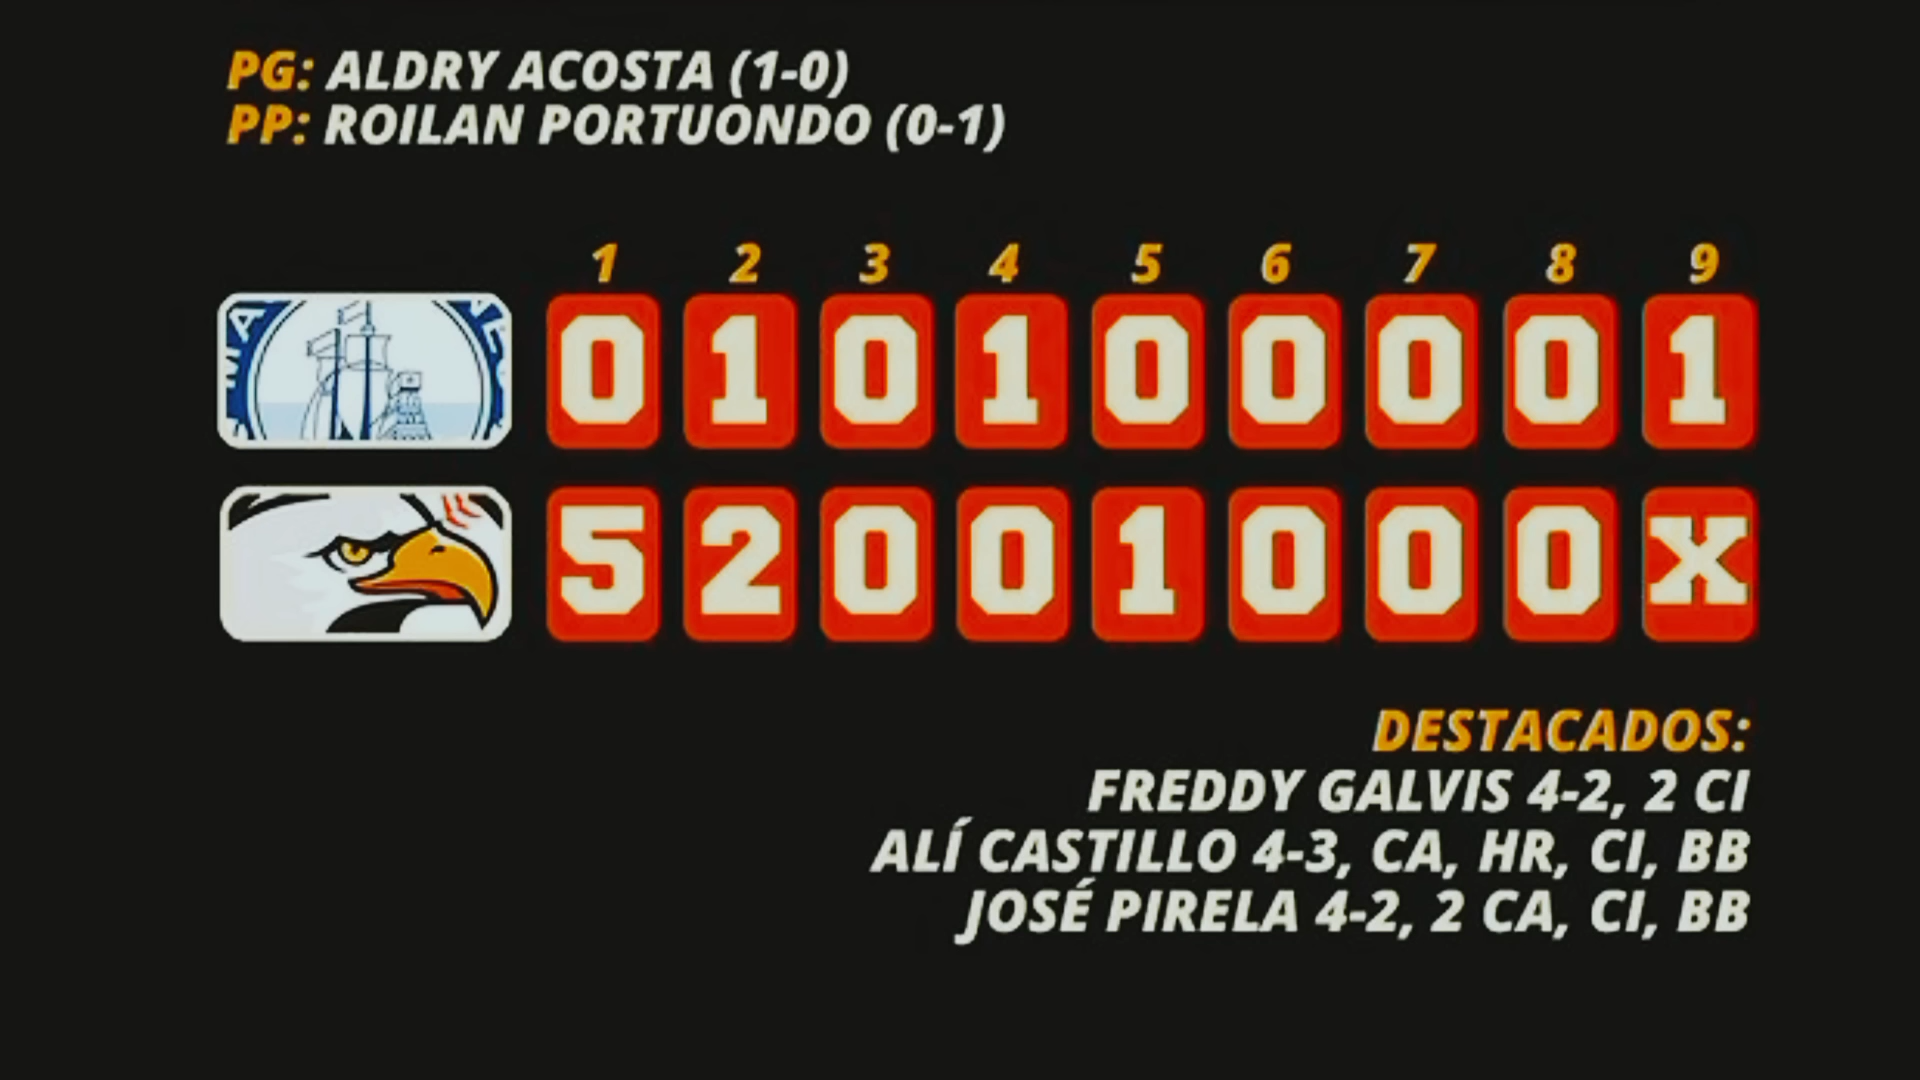 PG: ALDRY ACOSTA (1-0)
PP: ROILAN PORTUONDO (0-1)
1 2 3 4 5 6 7 8 9
0 1 0 1 0 0 0 0 1
5 2 0 0 1 0 0 0 X
DESTACADOS:
FREDDY GALVIS 4-2, 2 CI
ALÍ CASTILLO 4-3, CA, HR, CI, BB
JOSÉ PIRELA 4-2, 2 CA, CI, BB